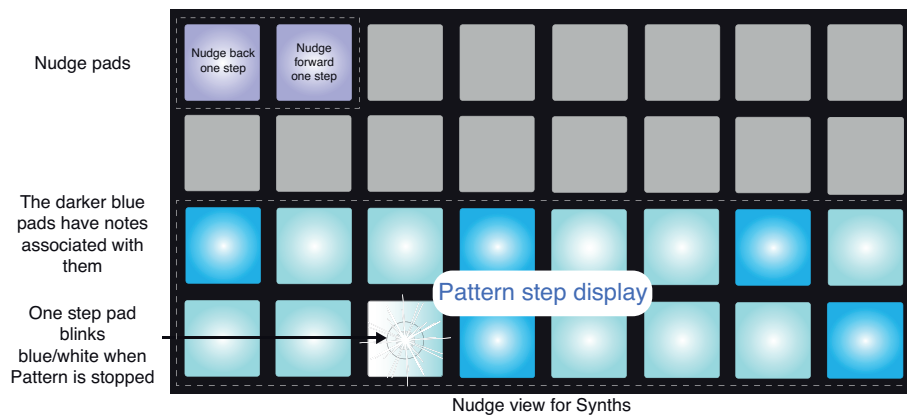 Nudge pads
Nudge back
one step
Nudge
forward
one step
The darker blue
pads have notes
associated with
them
Pattern step display
One step pad
blinks
blue/white when
Pattern is stopped
Nudge view for Synths